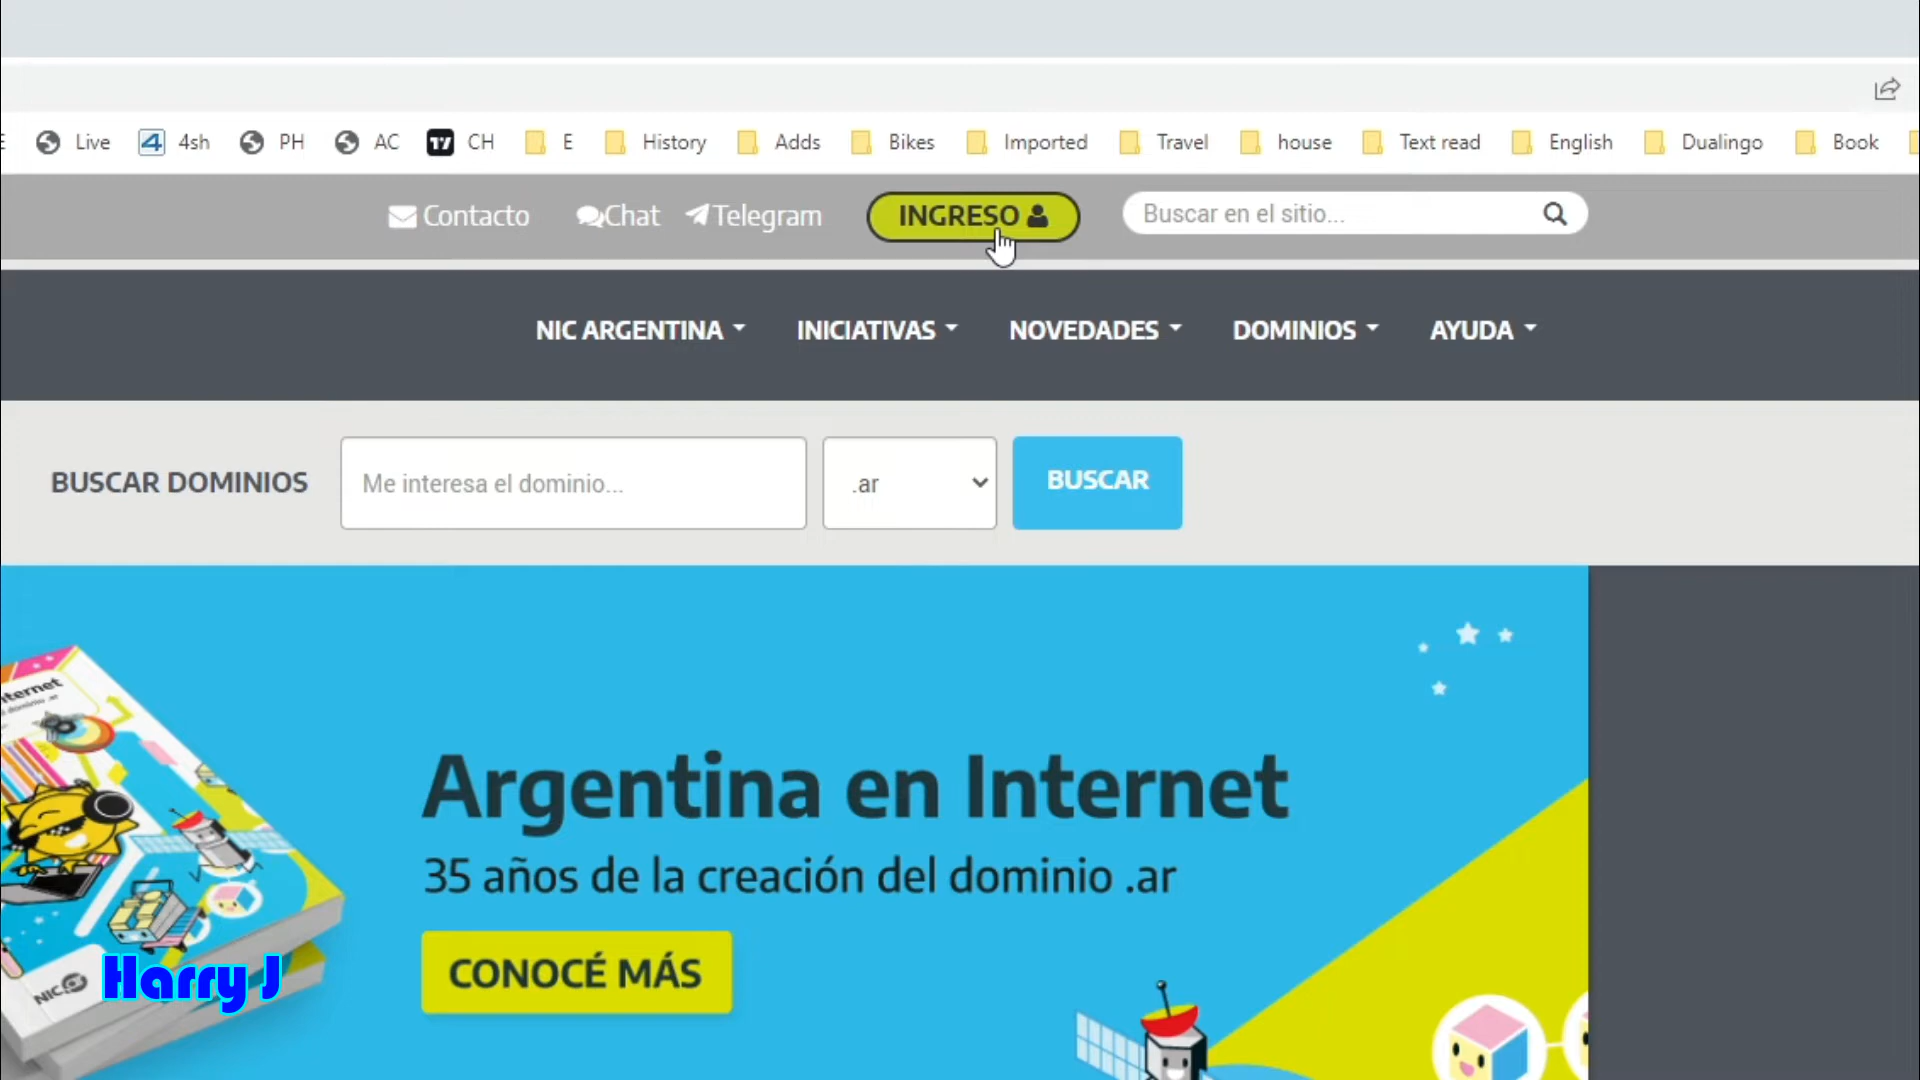 Live 4sh PH AC CH E History Adds Bikes Imported Travel house Text read English Dualingo Book
Contacto Chat Telegram INGRESO Buscar en el sitio...
NIC ARGENTINA INICIATIVAS NOVEDADES DOMINIOS AYUDA
BUSCAR DOMINIOS Me interesa el dominio... .ar BUSCAR
Argentina en Internet
35 años de la creación del dominio .ar
CONOCÉ MÁS
NIC
Harry J